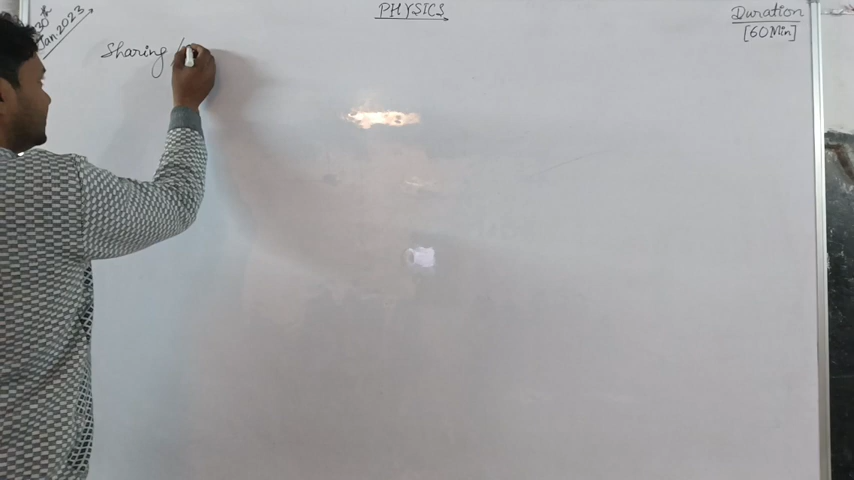 30th
Jan, 2023
PHYSICS
Duration
[60 Min]
Sharing